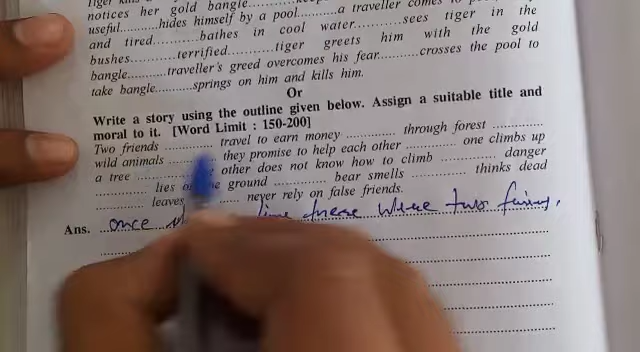 notices her gold bangle..........
useful...........hides himself by a pool...........a traveller comes to
and tired...........bathes in cool water...........sees tiger in the
bushes...........terrified...........tiger greets him with the gold
bangle...........traveller's greed overcomes his fear...........crosses the pool to
take bangle...........springs on him and kills him.
Or
Write a story using the outline given below. Assign a suitable title and
moral to it. [Word Limit : 150-200]
Two friends ............. travel to earn money ............. through forest .............
wild animals ............. they promise to help each other ............. one climbs up
a tree ............. other does not know how to climb ............. danger
............. lies ground ............. bear smells ............. thinks dead
............. leaves ...... never rely on false friends.
Ans. once time there where two